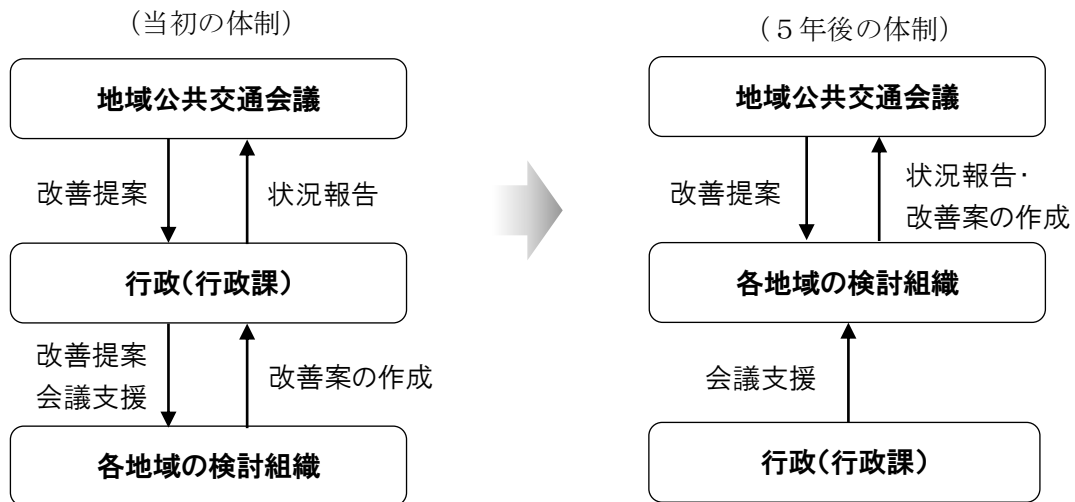 (当初の体制)
地域公共交通会議
改善提案
状況報告
行政(行政課)
改善提案
会議支援
改善案の作成
各地域の検討組織
(５年後の体制)
地域公共交通会議
改善提案
状況報告・
改善案の作成
各地域の検討組織
会議支援
行政(行政課)